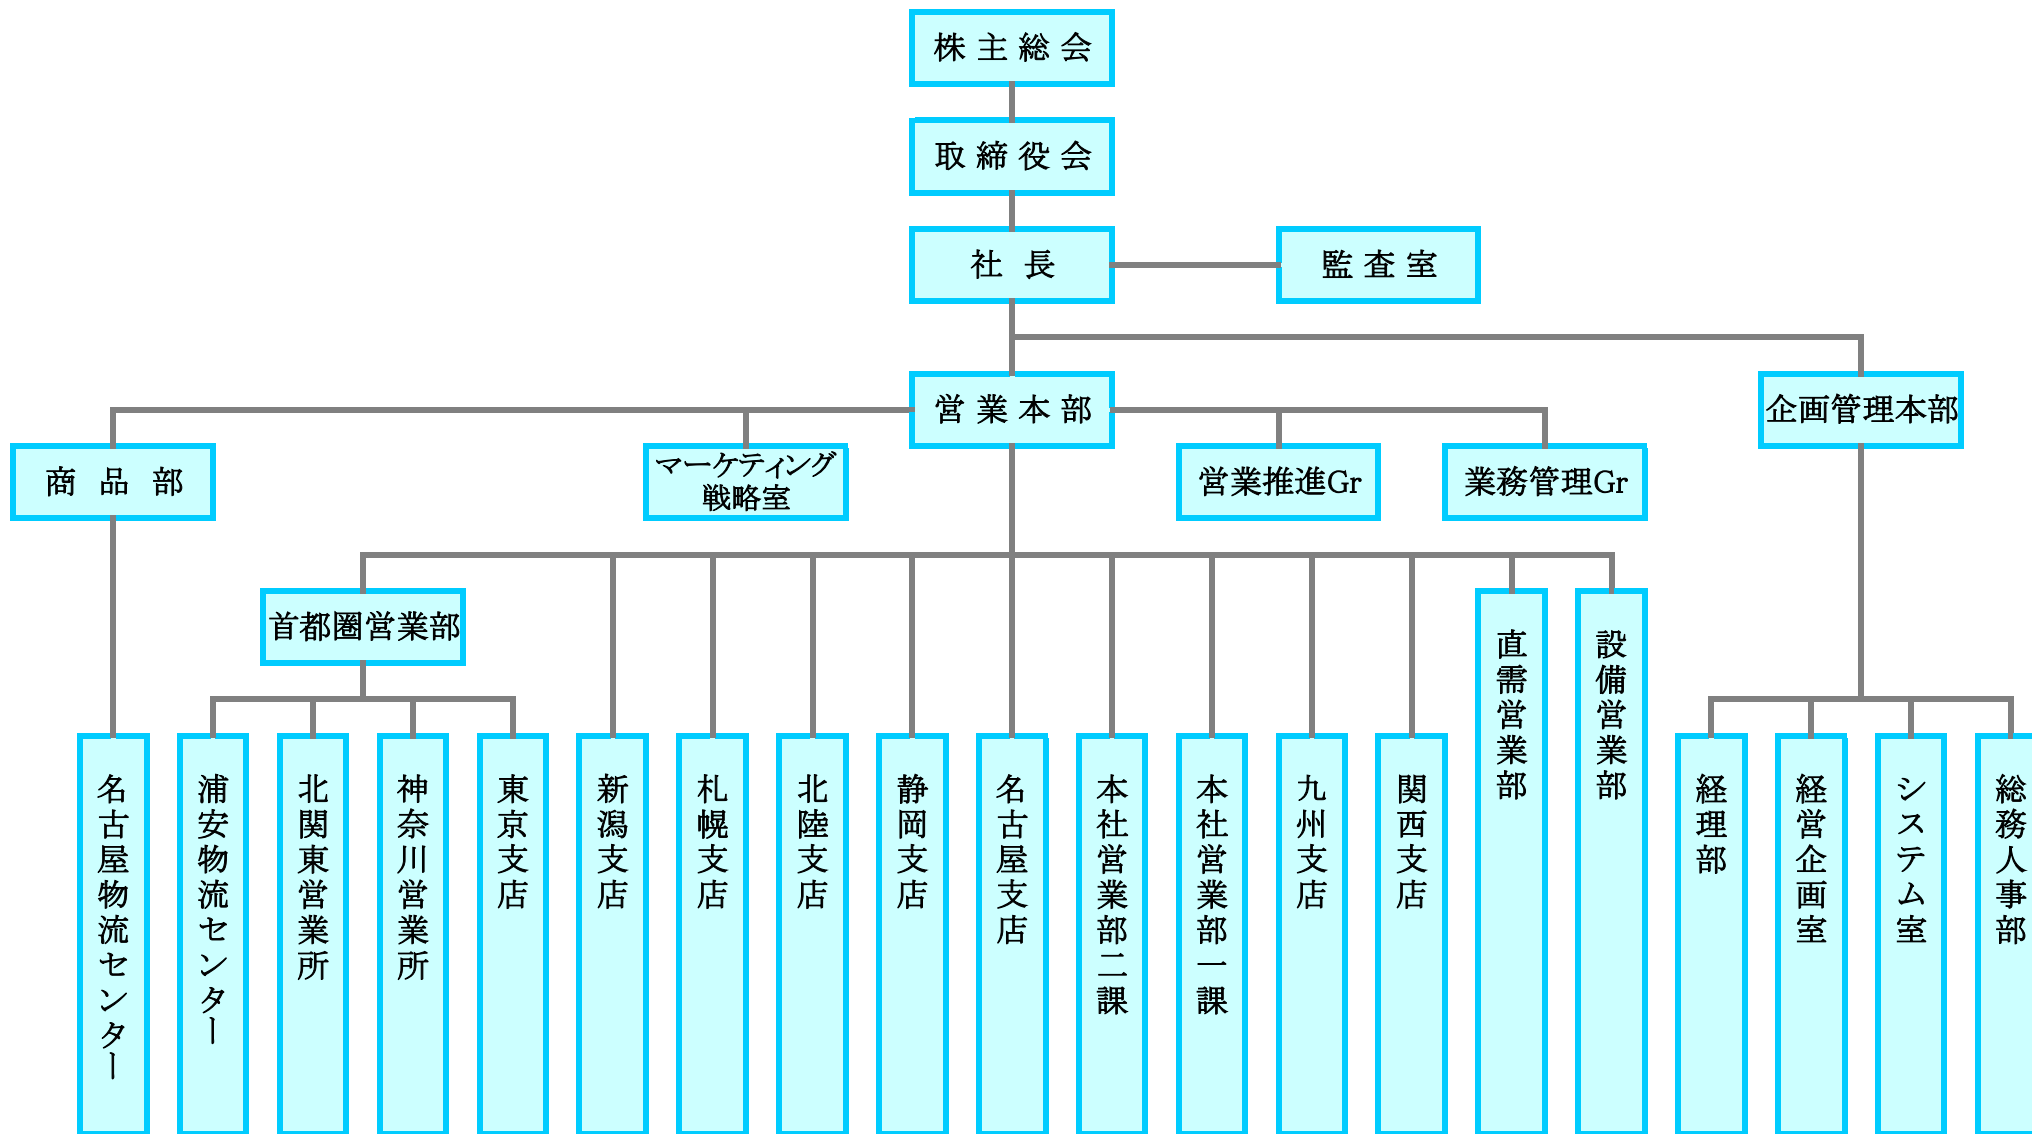 株主総会
取締役会
社長
監査室
営業本部
企画管理本部
商品部
マーケティング
戦略室
営業推進Gr
業務管理Gr
首都圏営業部
直需営業部
設備営業部
名古屋物流センター
浦安物流センター
北関東営業所
神奈川営業所
東京支店
新潟支店
札幌支店
北陸支店
静岡支店
名古屋支店
本社営業部二課
本社営業部一課
九州支店
関西支店
経理部
経営企画室
システム室
総務人事部